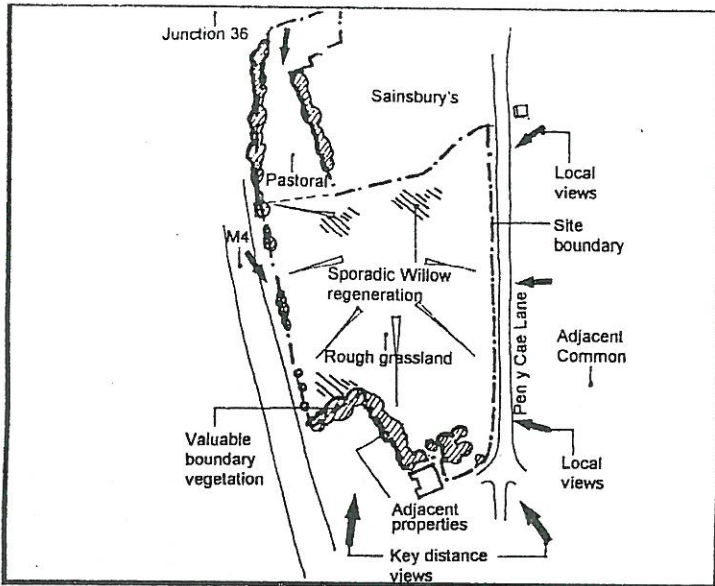 Junction 36
Sainsbury's
Pastoral
Local
views
Site
boundary
M4
Sporadic Willow
regeneration
Rough grassland
Pen y Cae Lane
Adjacent
Common
Valuable
boundary
vegetation
Adjacent
properties
Local
views
Key distance
views